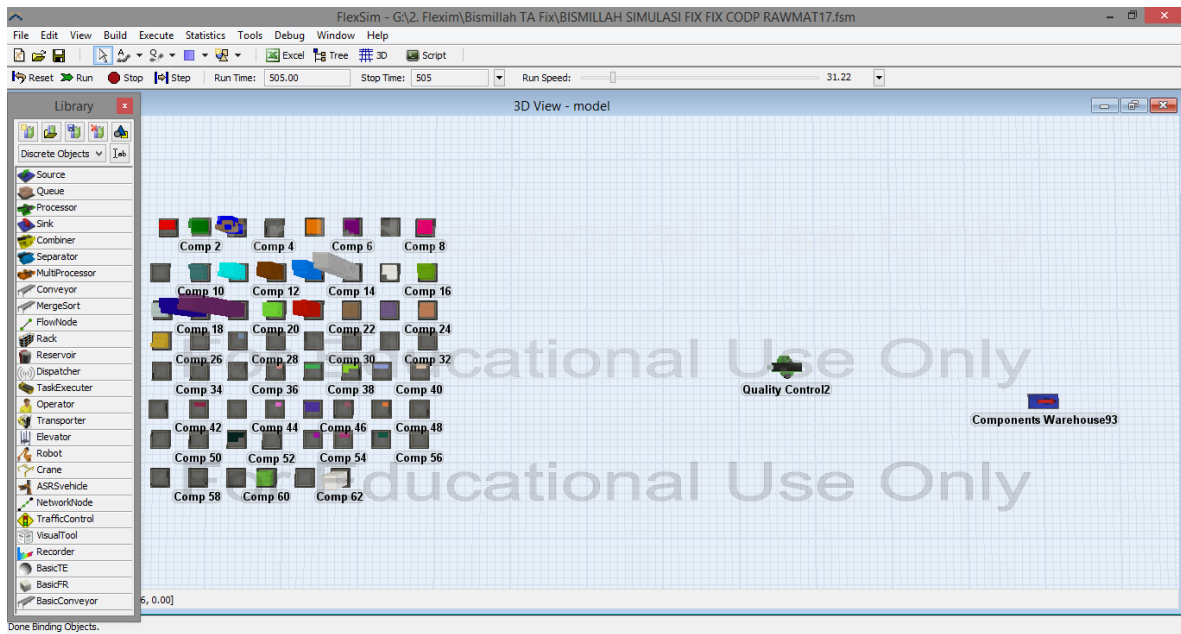 FlexSim - G:\2. Flexim\Bismillah TA Fix\BISMILLAH SIMULASI FIX FIX CODP RAWMAT17.fsm
File Edit View Build Execute Statistics Tools Debug Window Help
Excel Tree 3D Script
Reset Run Stop Step Run Time: 505.00 Stop Time: 505 Run Speed: 31.22
Library
3D View - model
Discrete Objects
Source
Queue
Processor
Sink
Combiner
Separator
MultiProcessor
Conveyor
MergeSort
FlowNode
Rack
Reservoir
Dispatcher
TaskExecuter
Operator
Transporter
Elevator
Robot
Crane
ASRSvehicle
NetworkNode
TrafficControl
VisualTool
Recorder
BasicTE
BasicFR
BasicConveyor
Comp 2 Comp 4 Comp 6 Comp 8
Comp 10 Comp 12 Comp 14 Comp 16
Comp 18 Comp 20 Comp 22 Comp 24
Comp 26 Comp 28 Comp 30 Comp 32
For Educational Use Only
Comp 34 Comp 36 Comp 38 Comp 40
Quality Control2
Components Warehouse93
Comp 42 Comp 44 Comp 46 Comp 48
Comp 50 Comp 52 Comp 54 Comp 56
For Educational Use Only
Comp 58 Comp 60 Comp 62
6, 0.00]
Done Binding Objects.